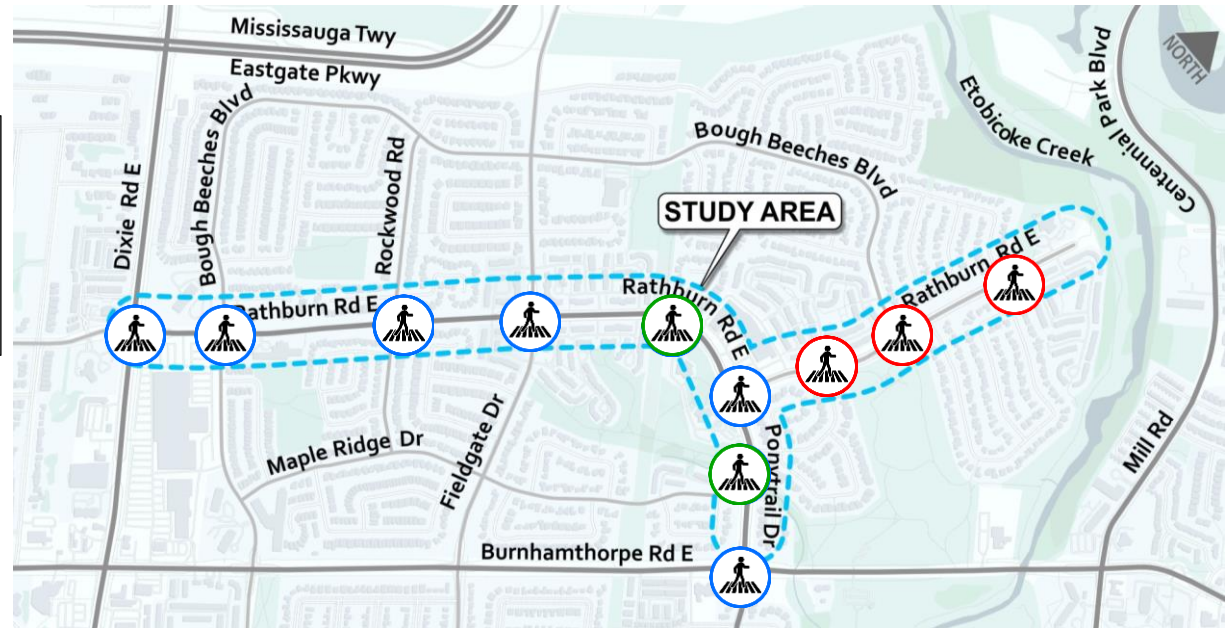 Mississauga Twy
Eastgate Pkwy
NORTH
Centennial Park Blvd
Etobicoke Creek
Bough Beeches Blvd
Bough Beeches Blvd
Dixie Rd E
Rockwood Rd
STUDY AREA
Rathburn Rd E
Rathburn Rd E
Rathburn Rd E
Maple Ridge Dr
Fieldgate Dr
Ponytrail Dr
Mill Rd
Burnhamthorpe Rd E